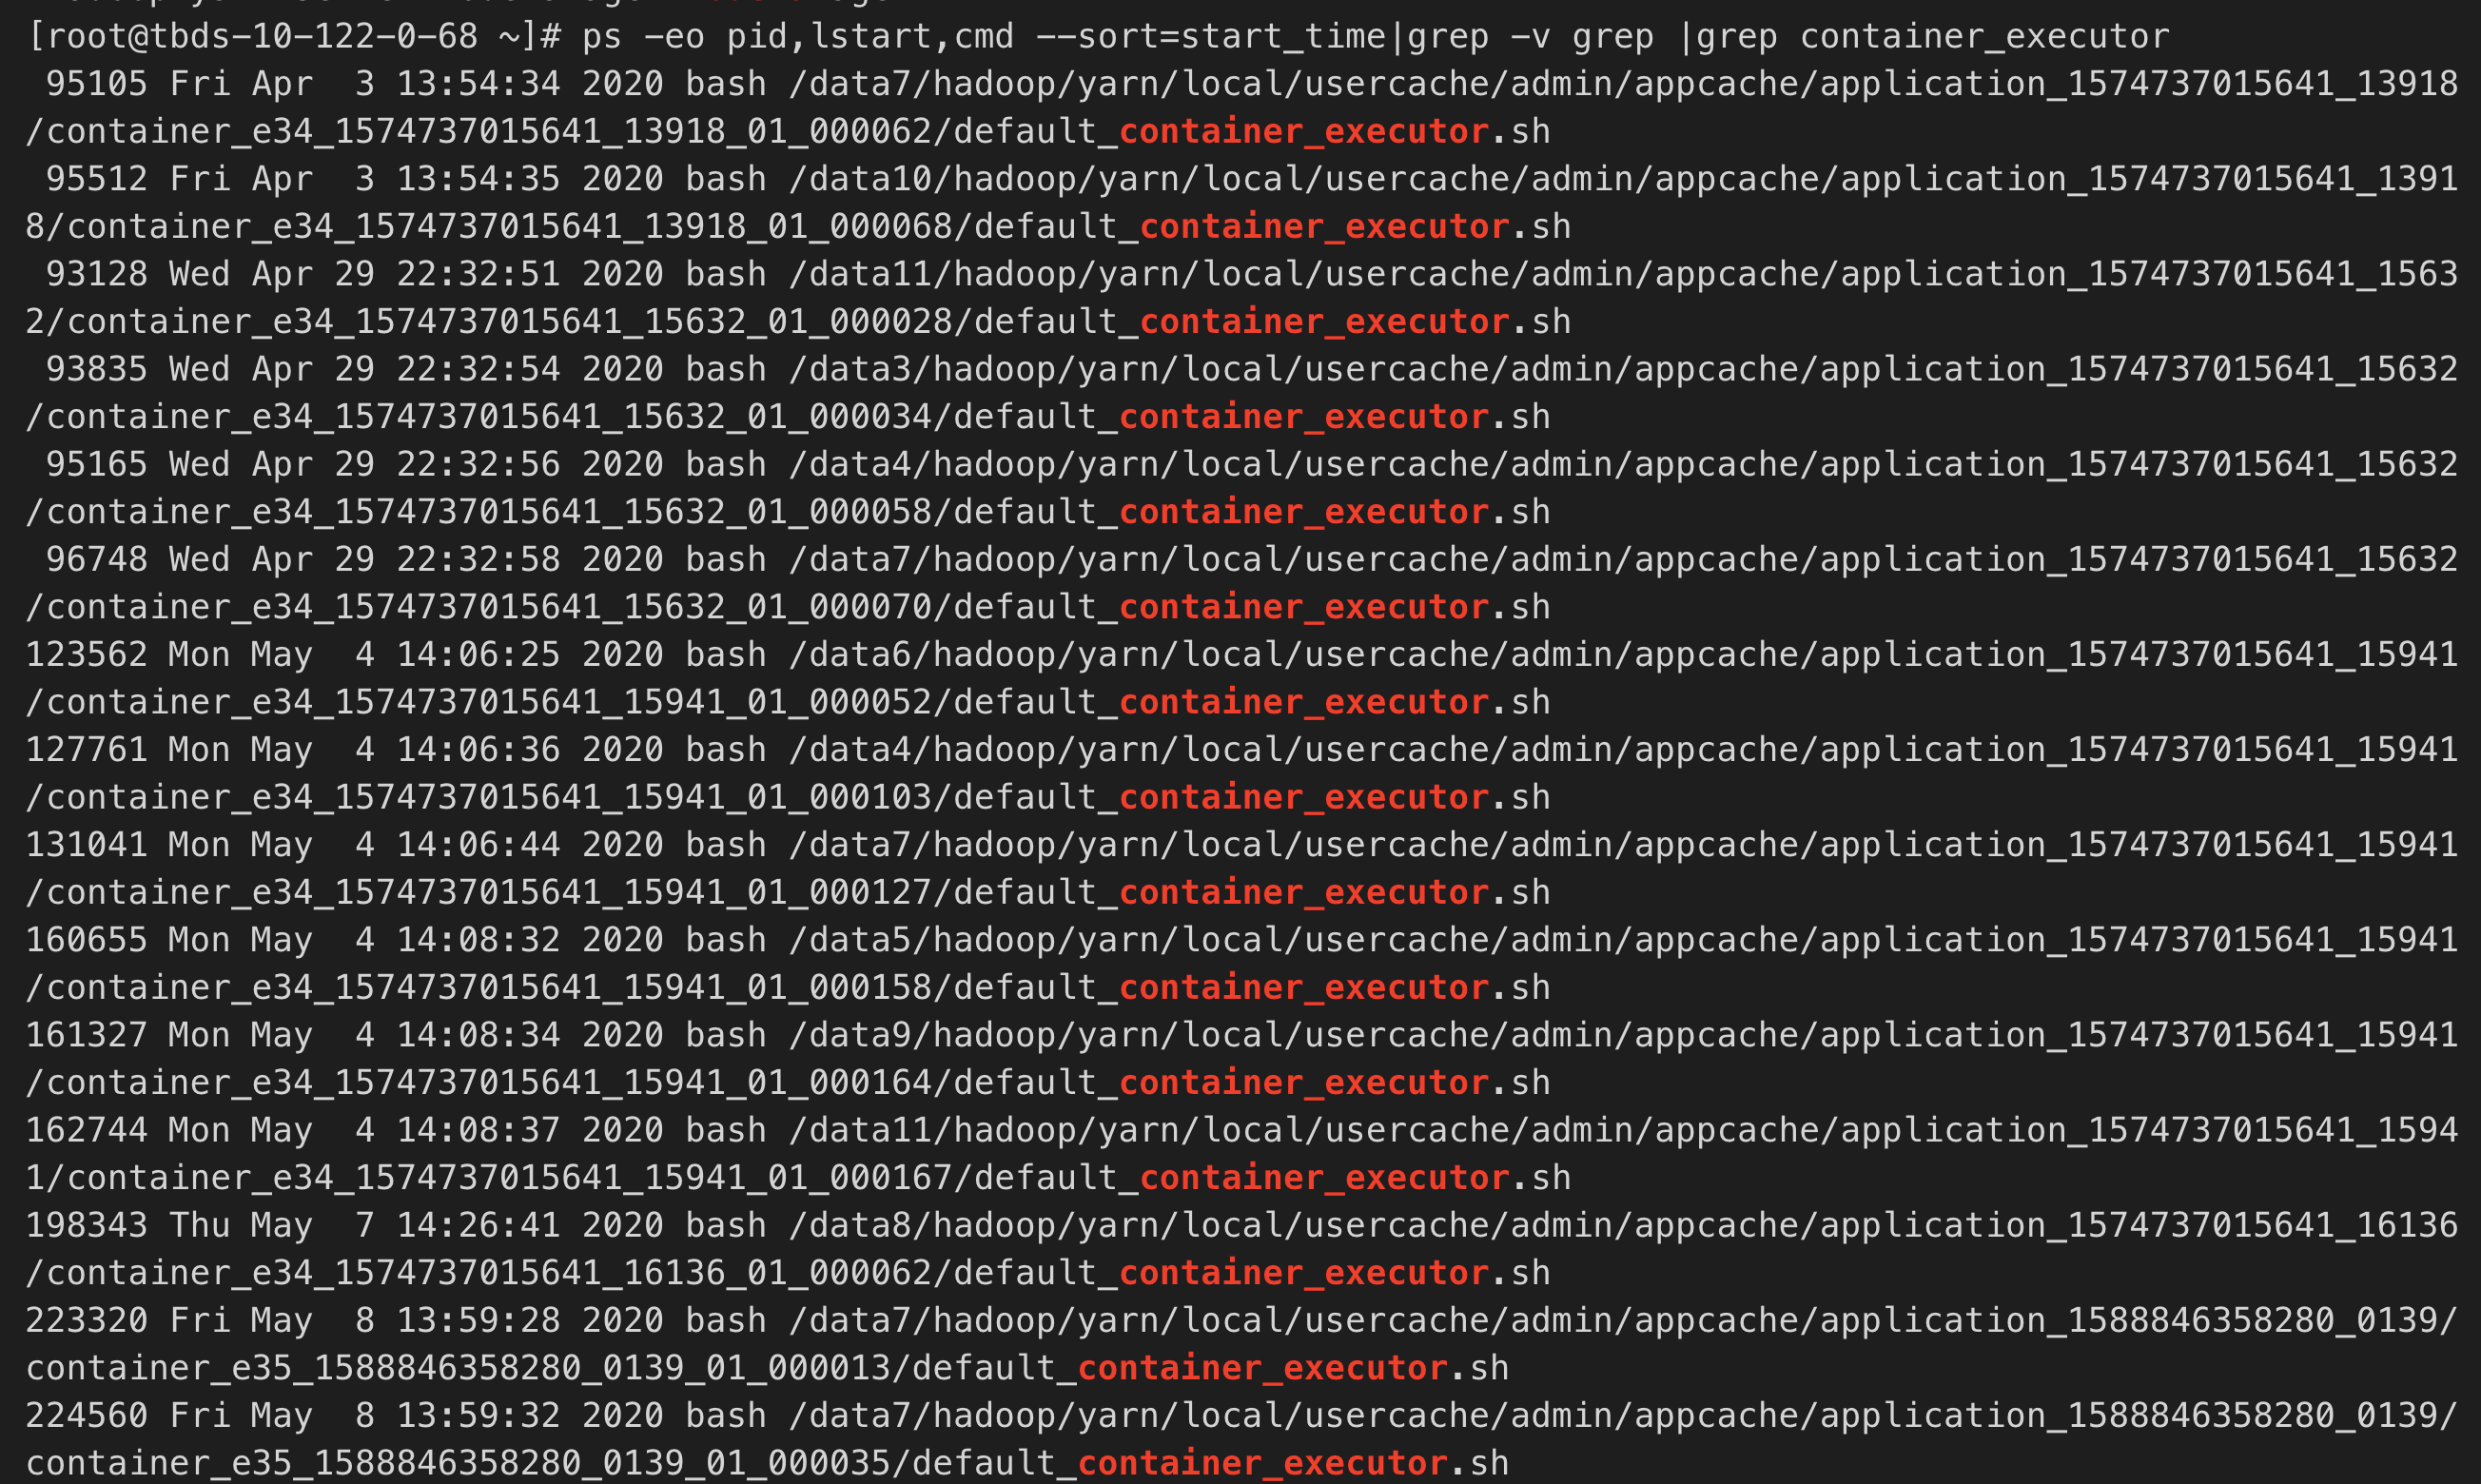 [root@tbds-10-122-0-68 ~]# ps -eo pid,lstart,cmd --sort=start_time|grep -v grep |grep container_executor
 95105 Fri Apr  3 13:54:34 2020 bash /data7/hadoop/yarn/local/usercache/admin/appcache/application_1574737015641_13918
/container_e34_1574737015641_13918_01_000062/default_container_executor.sh
 95512 Fri Apr  3 13:54:35 2020 bash /data10/hadoop/yarn/local/usercache/admin/appcache/application_1574737015641_1391
8/container_e34_1574737015641_13918_01_000068/default_container_executor.sh
 93128 Wed Apr 29 22:32:51 2020 bash /data11/hadoop/yarn/local/usercache/admin/appcache/application_1574737015641_1563
2/container_e34_1574737015641_15632_01_000028/default_container_executor.sh
 93835 Wed Apr 29 22:32:54 2020 bash /data3/hadoop/yarn/local/usercache/admin/appcache/application_1574737015641_15632
/container_e34_1574737015641_15632_01_000034/default_container_executor.sh
 95165 Wed Apr 29 22:32:56 2020 bash /data4/hadoop/yarn/local/usercache/admin/appcache/application_1574737015641_15632
/container_e34_1574737015641_15632_01_000058/default_container_executor.sh
 96748 Wed Apr 29 22:32:58 2020 bash /data7/hadoop/yarn/local/usercache/admin/appcache/application_1574737015641_15632
/container_e34_1574737015641_15632_01_000070/default_container_executor.sh
123562 Mon May  4 14:06:25 2020 bash /data6/hadoop/yarn/local/usercache/admin/appcache/application_1574737015641_15941
/container_e34_1574737015641_15941_01_000052/default_container_executor.sh
127761 Mon May  4 14:06:36 2020 bash /data4/hadoop/yarn/local/usercache/admin/appcache/application_1574737015641_15941
/container_e34_1574737015641_15941_01_000103/default_container_executor.sh
131041 Mon May  4 14:06:44 2020 bash /data7/hadoop/yarn/local/usercache/admin/appcache/application_1574737015641_15941
/container_e34_1574737015641_15941_01_000127/default_container_executor.sh
160655 Mon May  4 14:08:32 2020 bash /data5/hadoop/yarn/local/usercache/admin/appcache/application_1574737015641_15941
/container_e34_1574737015641_15941_01_000158/default_container_executor.sh
161327 Mon May  4 14:08:34 2020 bash /data9/hadoop/yarn/local/usercache/admin/appcache/application_1574737015641_15941
/container_e34_1574737015641_15941_01_000164/default_container_executor.sh
162744 Mon May  4 14:08:37 2020 bash /data11/hadoop/yarn/local/usercache/admin/appcache/application_1574737015641_1594
1/container_e34_1574737015641_15941_01_000167/default_container_executor.sh
198343 Thu May  7 14:26:41 2020 bash /data8/hadoop/yarn/local/usercache/admin/appcache/application_1574737015641_16136
/container_e34_1574737015641_16136_01_000062/default_container_executor.sh
223320 Fri May  8 13:59:28 2020 bash /data7/hadoop/yarn/local/usercache/admin/appcache/application_1588846358280_0139/
container_e35_1588846358280_0139_01_000013/default_container_executor.sh
224560 Fri May  8 13:59:32 2020 bash /data7/hadoop/yarn/local/usercache/admin/appcache/application_1588846358280_0139/
container_e35_1588846358280_0139_01_000035/default_container_executor.sh